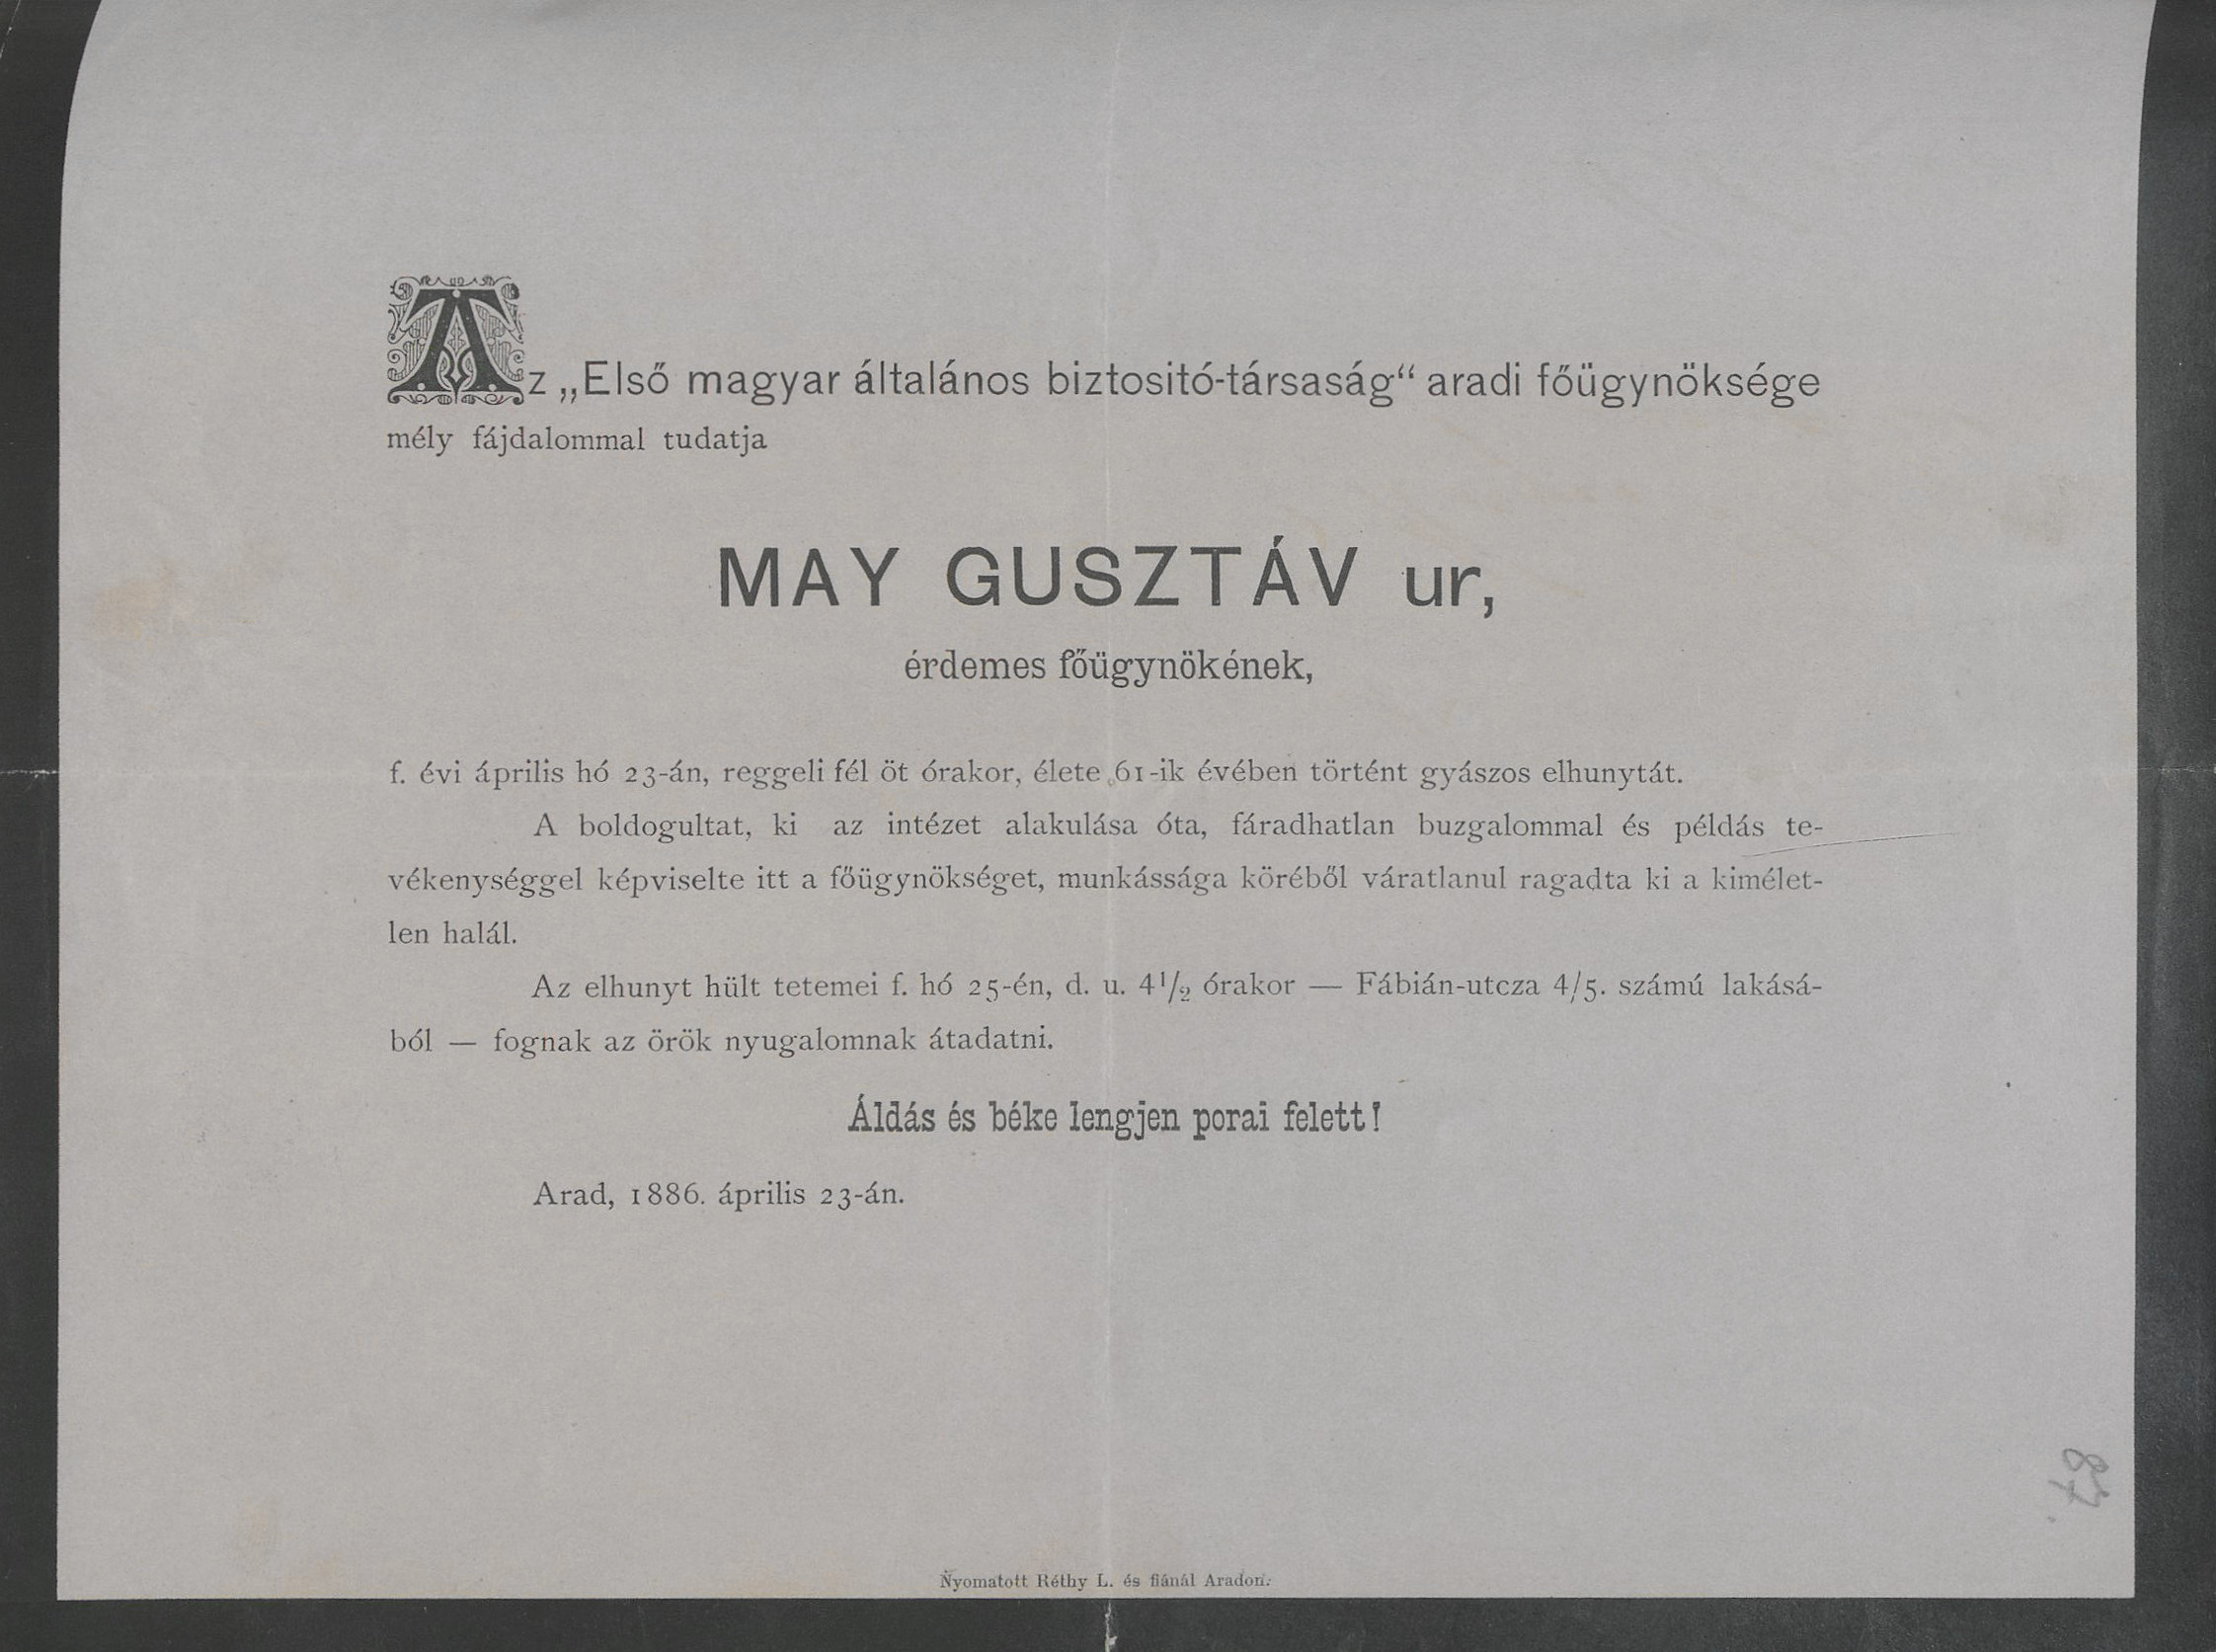 Az „Első magyar általános biztositó-társaság“ aradi főügynöksége
mély fájdalommal tudatja
MAY GUSZTÁV ur,
érdemes főügynökének,
f. évi április hó 23-án, reggeli fél öt órakor, élete 61-ik évében történt gyászos elhunytát.
A boldogultat, ki az intézet alakulása óta, fáradhatlan buzgalommal és példás te-
vékenységgel képviselte itt a főügynökséget, munkássága köréből váratlanul ragadta ki a kimélet-
len halál.
Az elhunyt hült tetemei f. hó 25-én, d. u. 4½ órakor — Fábián-utcza 4/5. számú lakásá-
ból — fognak az örök nyugalomnak átadatni.
Áldás és béke lengjen porai felett!
Arad, 1886. április 23-án.
Nyomatott Réthy L. és fiánál Aradon.